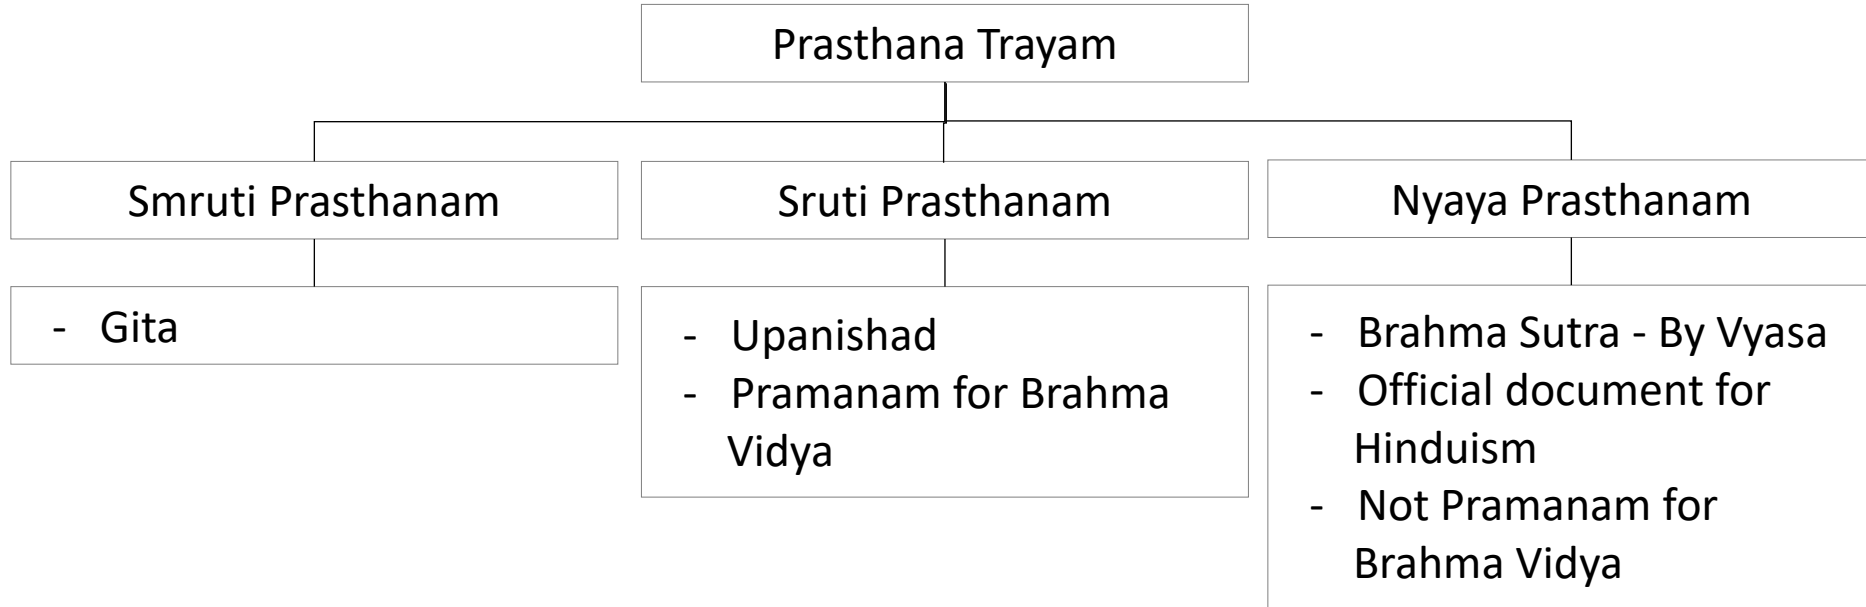 Prasthana Trayam
Smruti Prasthanam
Sruti Prasthanam
Nyaya Prasthanam
- Gita
- Upanishad
- Pramanam for Brahma
Vidya
- Brahma Sutra - By Vyasa
- Official document for
Hinduism
- Not Pramanam for
Brahma Vidya